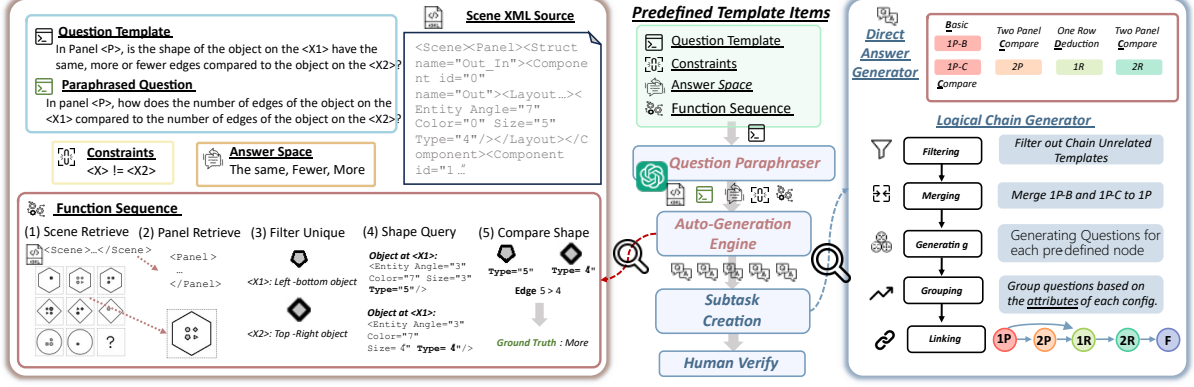 Question Template
In Panel <P>, is the shape of the object on the <X1> have the
same, more or fewer edges compared to the object on the <X2>?
Paraphrased Question
In panel <P>, how does the number of edges of the object on the
<X1> compared to the number of edges of the object on the <X2>?
Constraints
<X> != <X2>
Answer Space
The same, Fewer, More
Scene XML Source
<Scene><Panel><Struct
name="Out_In"><Compone
nt id="0"
name="Out"><Layout…><
Entity Angle="7"
Color="0" Size="5"
Type="4"/></Layout></C
omponent><Component
id="1 …"
Function Sequence
(1) Scene Retrieve
<Scene>…</Scene>
?
(2) Panel Retrieve
<Panel>
…
</Panel>
(3) Filter Unique
<X1>: Left -bottom object
<X2>: Top -Right object
(4) Shape Query
Object at <X1>:
<Entity Angle="3"
Color="7" Size="3"
Type="5"/>
Object at <X1>:
<Entity Angle="3"
Color="7"
Size= 4" Type= 4"/>
(5) Compare Shape
Type="5"
Type= 4"
Edge 5 > 4
Ground Truth : More
Predefined Template Items
Question Template
Constraints
Answer Space
Function Sequence
Question Paraphraser
Auto-Generation
Engine
Subtask
Creation
Human Verify
Direct
Answer
Generator
Basic
1P-B
1P-C
Compare
Two Panel
Compare
2P
One Row
Deduction
1R
Two Panel
Compare
2R
Logical Chain Generator
Filtering
Filter out Chain Unrelated
Templates
Merging
Merge 1P-B and 1P-C to 1P
Generatin g
Generating Questions for
each predefined node
Grouping
Group questions based on
the attributes of each config.
Linking
1P
2P
1R
2R
F